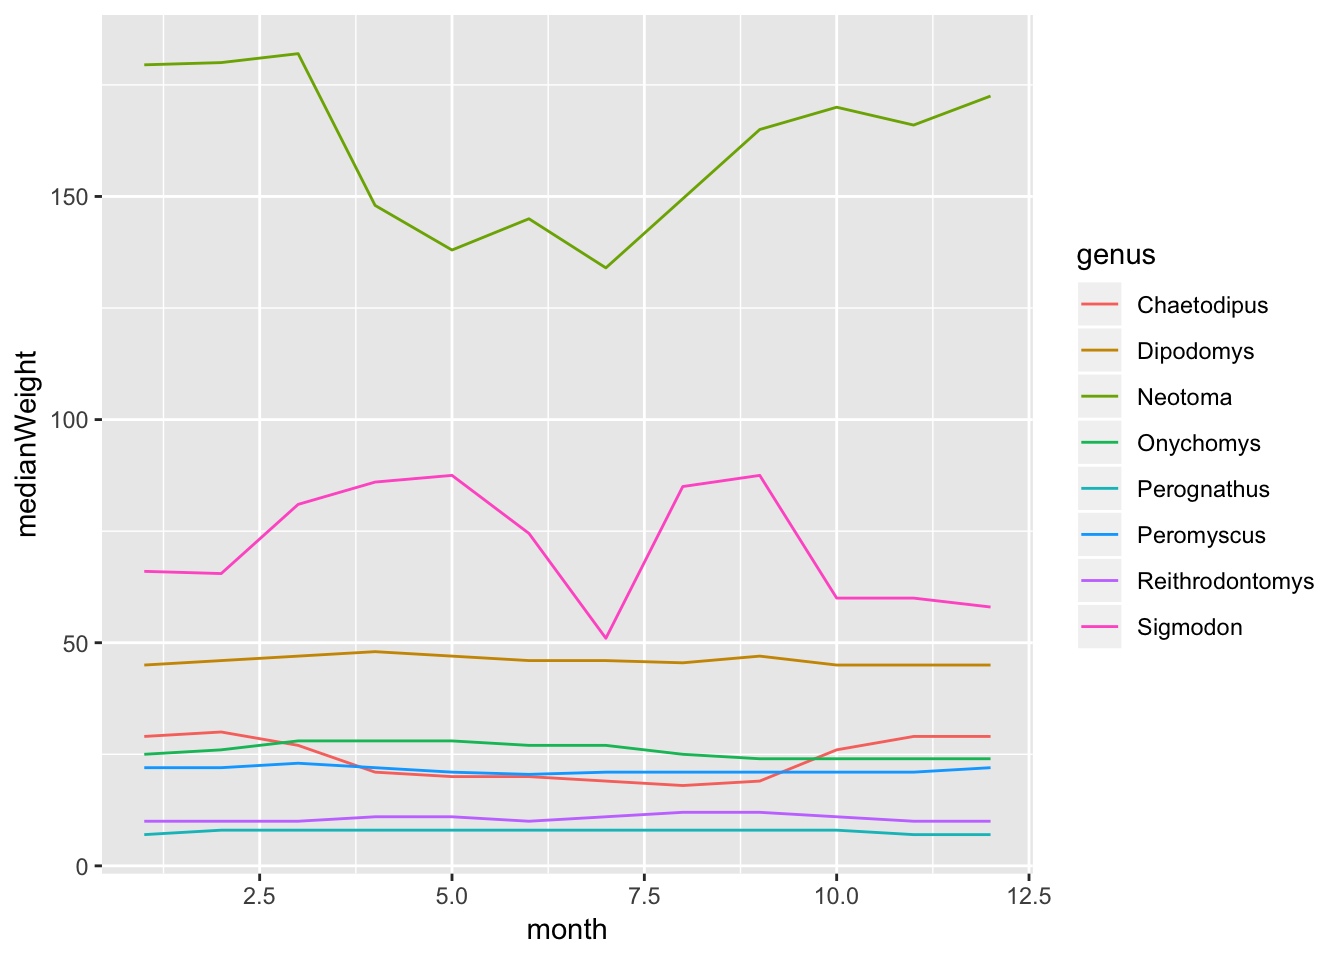 medianWeight
150
100
50
0
2.5 5.0 7.5 10.0 12.5
month
genus
Chaetodipus
Dipodomys
Neotoma
Onychomys
Perognathus
Peromyscus
Reithrodontomys
Sigmodon